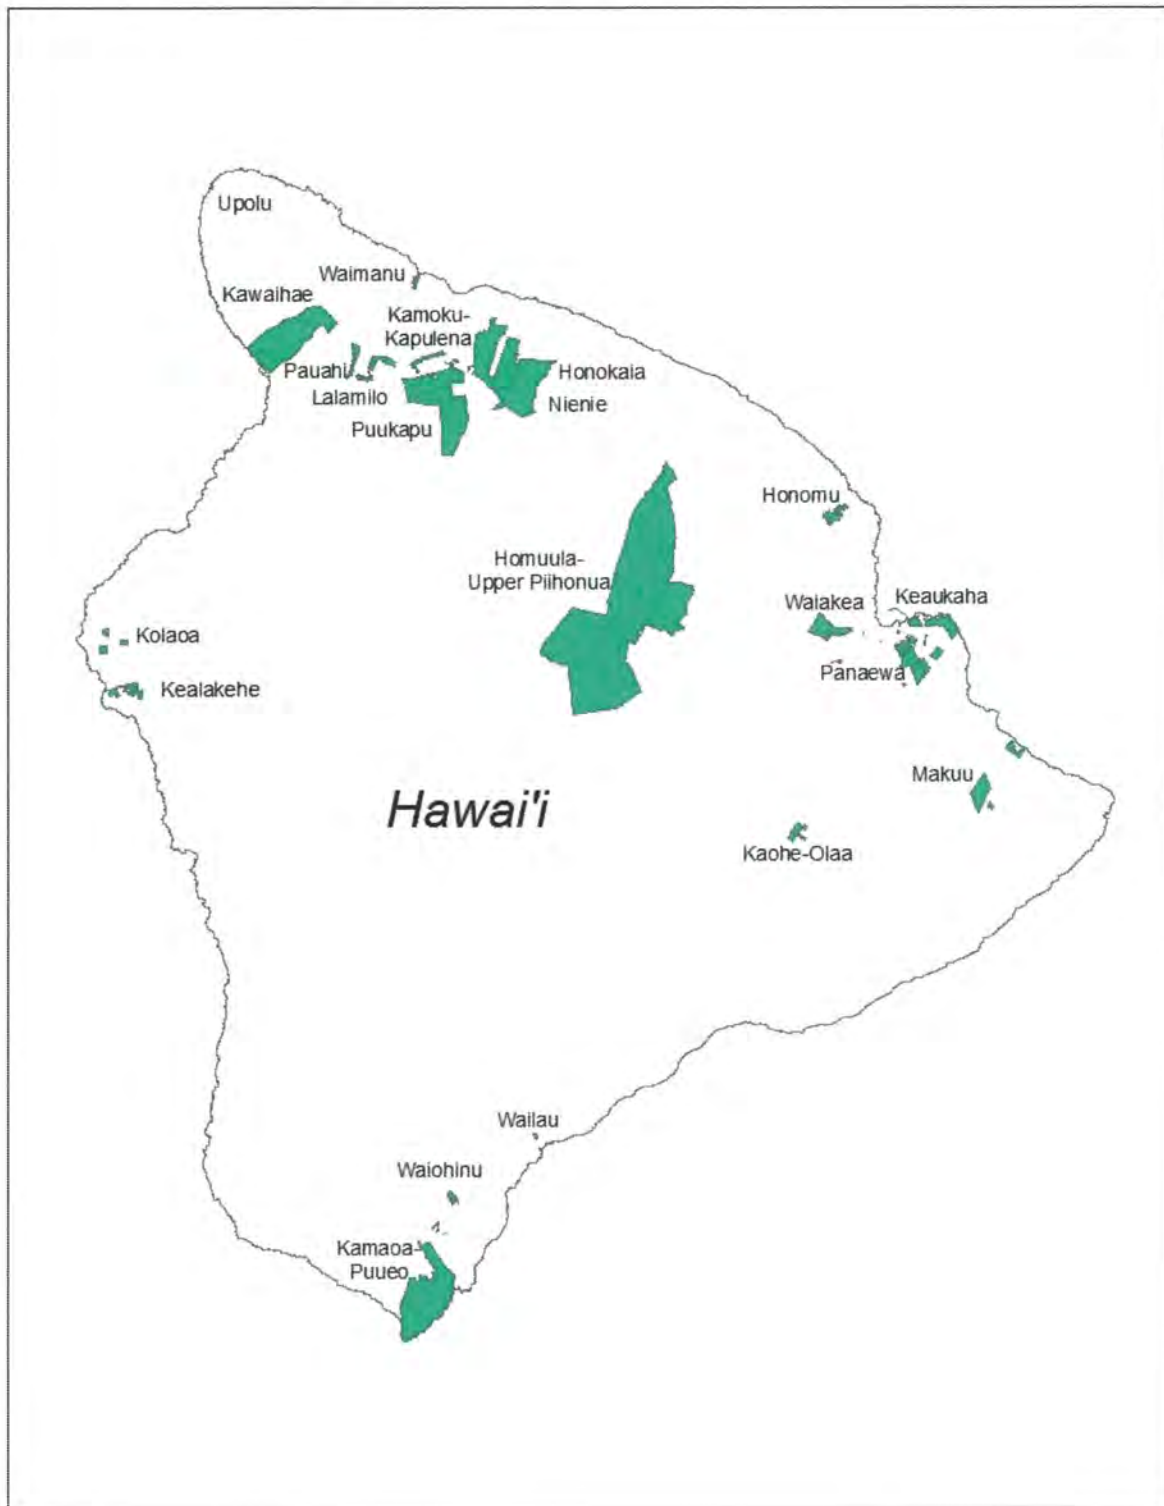 Upolu
Waimanu
Kawaihae
Kamoku-
Kapulena
Pauahi
Honokaia
Lalamilo
Nienie
Puukapu
Honomu
Homuula-
Upper Piihonua
Waiakea
Keaukaha
Kolaoa
Panaewa
Kealakehe
Makuu
Hawai'i
Kaohe-Olaa
Wailau
Waiohinu
Kamaoa-
Puueo